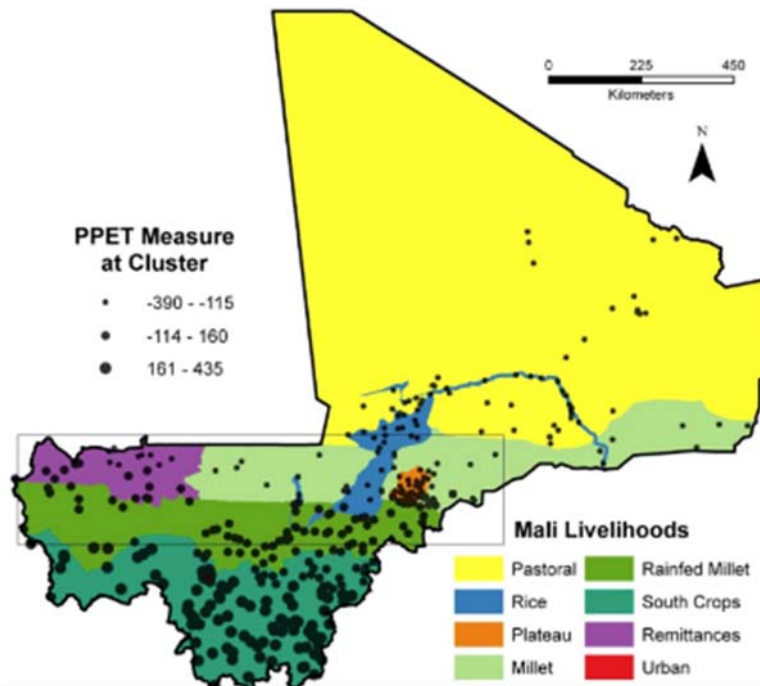 0 225 450
Kilometers
N
PPET Measure
at Cluster
-390 - -115
-114 - 160
161 - 435
Mali Livelihoods
Pastoral
Rice
Plateau
Millet
Rainfed Millet
South Crops
Remittances
Urban